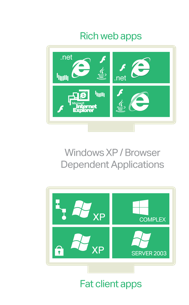 Rich web apps
.net
.net
Internet
Explorer
Windows XP / Browser
Dependent Applications
XP
COMPLEX
XP
SERVER 2003
Fat client apps